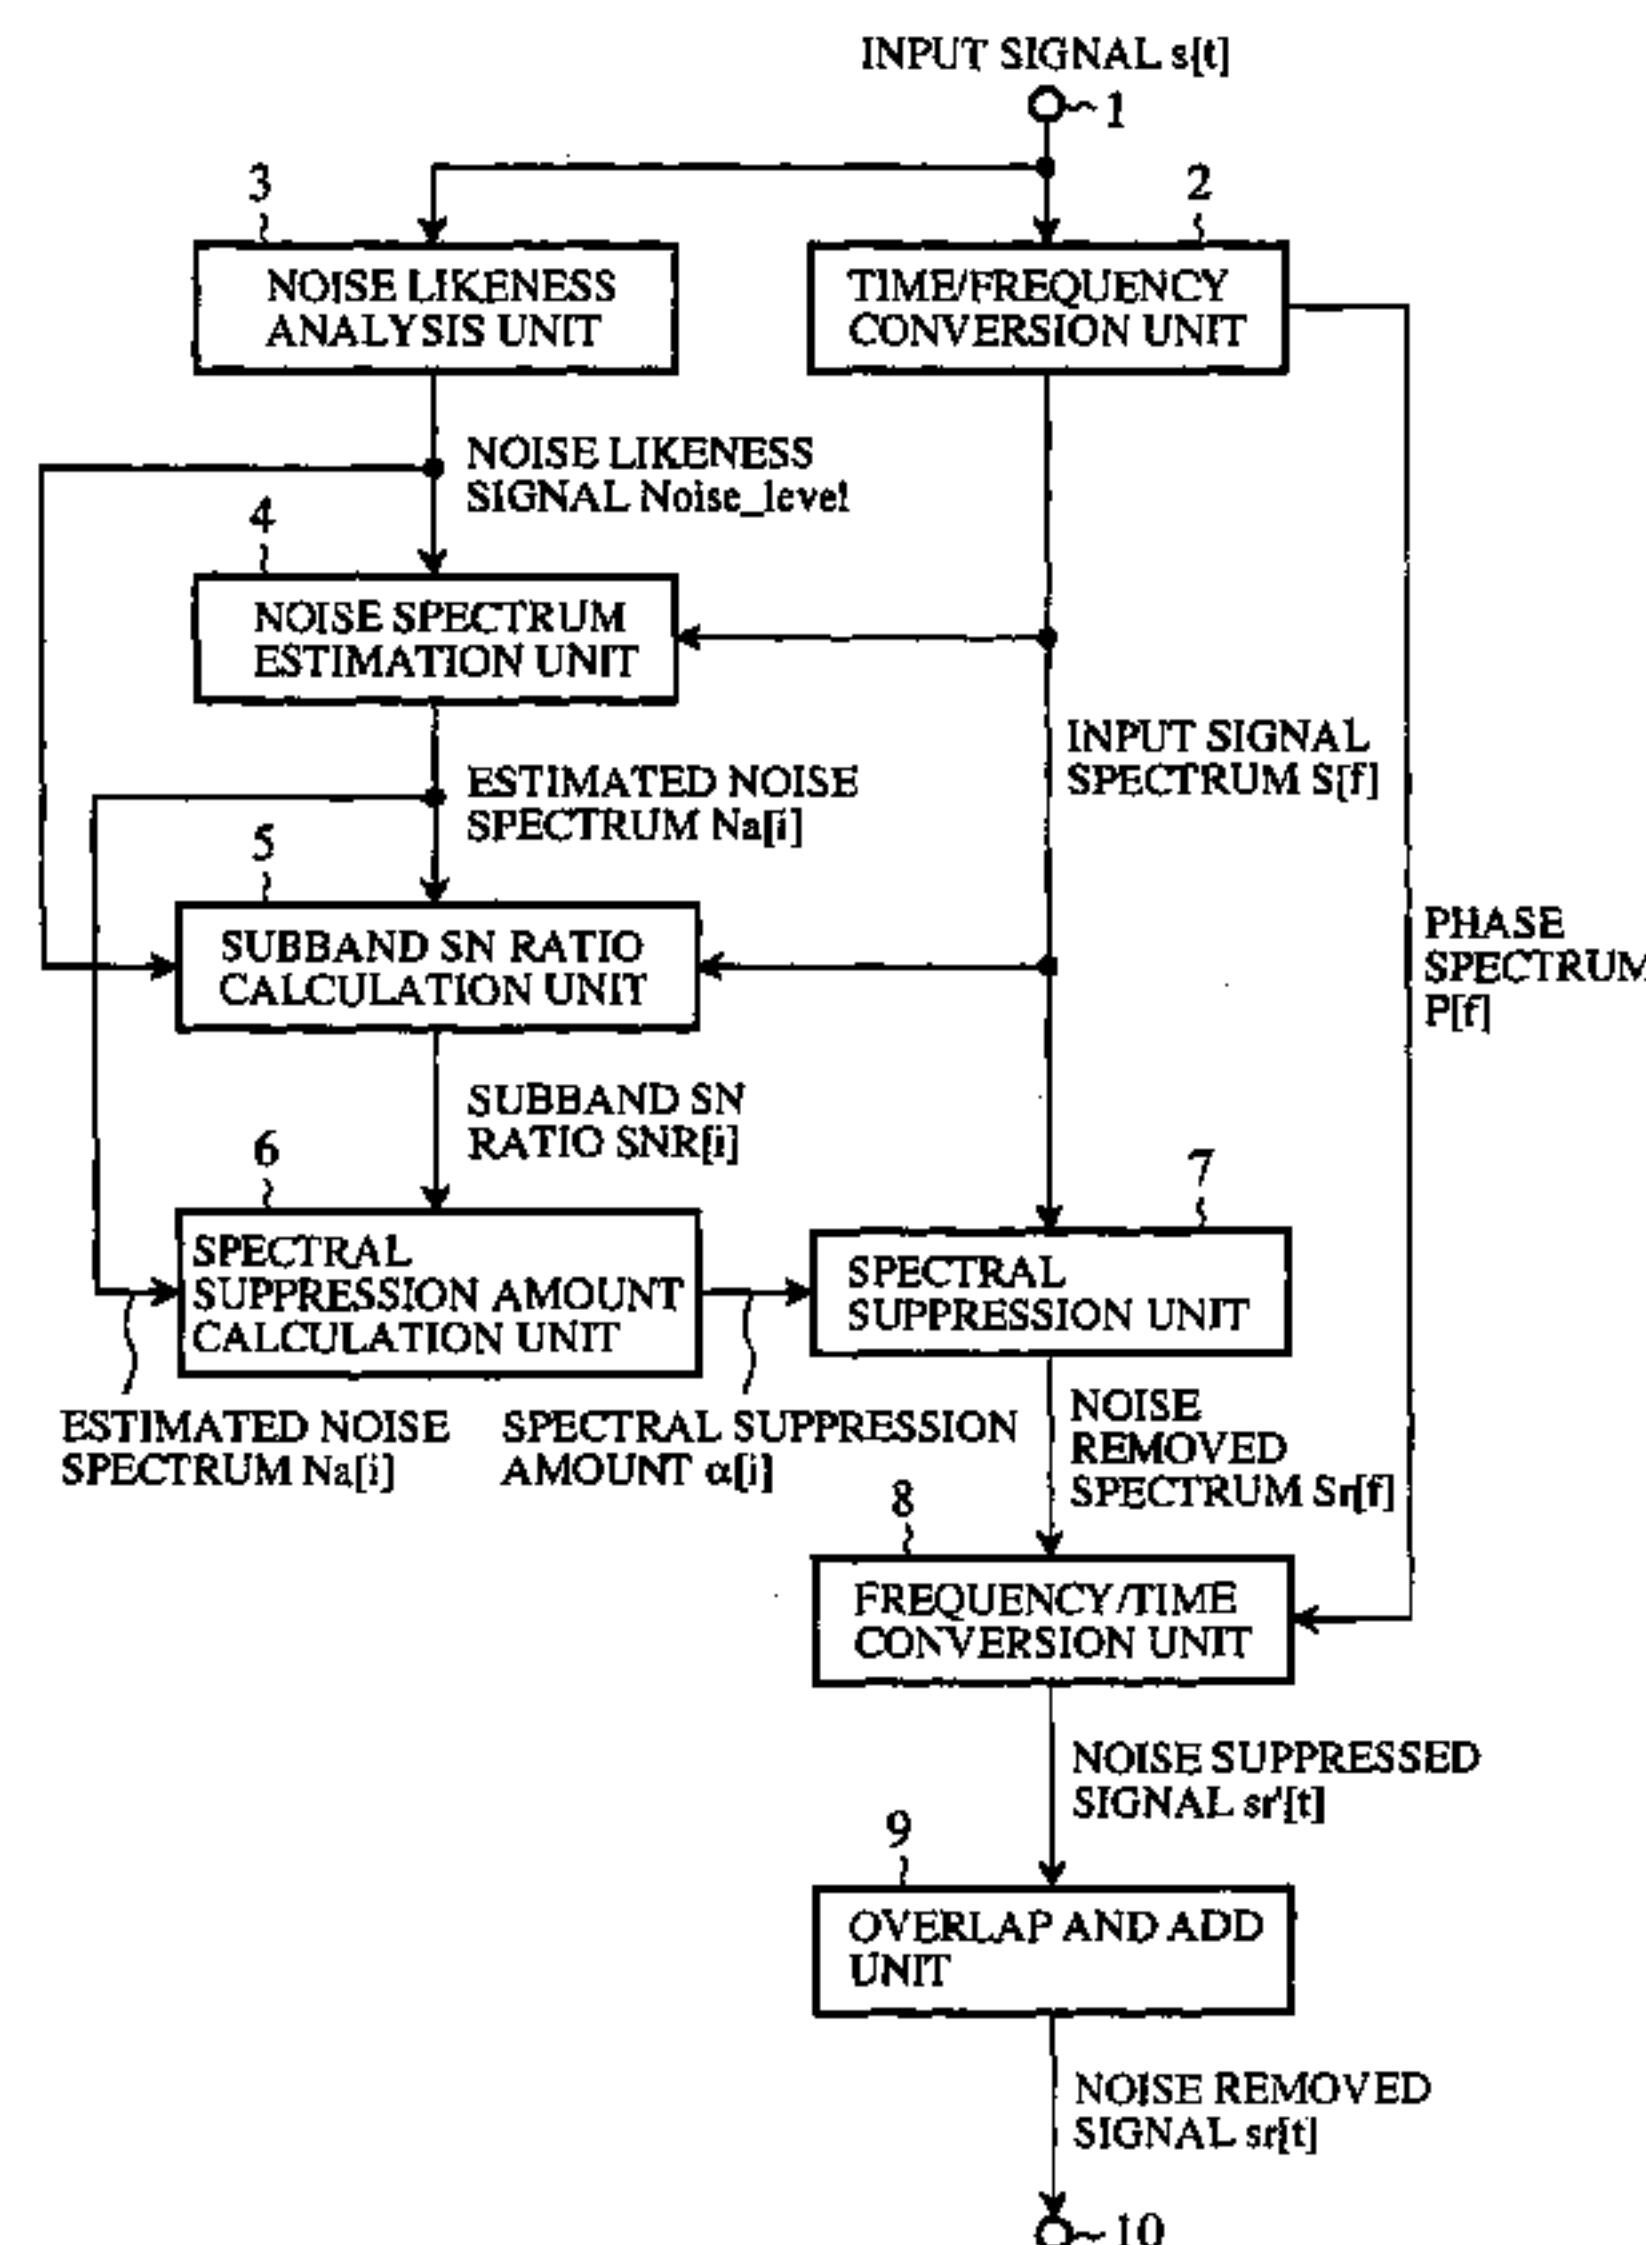 INPUT SIGNAL s[t]
1
3
2
NOISE LIKENESS
ANALYSIS UNIT
TIME/FREQUENCY
CONVERSION UNIT
NOISE LIKENESS
SIGNAL Noise_level
4
NOISE SPECTRUM
ESTIMATION UNIT
INPUT SIGNAL
SPECTRUM S[f]
ESTIMATED NOISE
SPECTRUM Na[i]
5
SUBBAND SN RATIO
CALCULATION UNIT
PHASE
SPECTRUM
P[f]
SUBBAND SN
RATIO SNR[i]
6
7
SPECTRAL
SUPPRESSION AMOUNT
CALCULATION UNIT
SPECTRAL
SUPPRESSION UNIT
ESTIMATED NOISE
SPECTRUM Na[i]
SPECTRAL SUPPRESSION
AMOUNT α[i]
NOISE
REMOVED
SPECTRUM Sr[f]
8
FREQUENCY/TIME
CONVERSION UNIT
NOISE SUPPRESSED
SIGNAL sr'[t]
9
OVERLAP AND ADD
UNIT
NOISE REMOVED
SIGNAL sr[t]
10